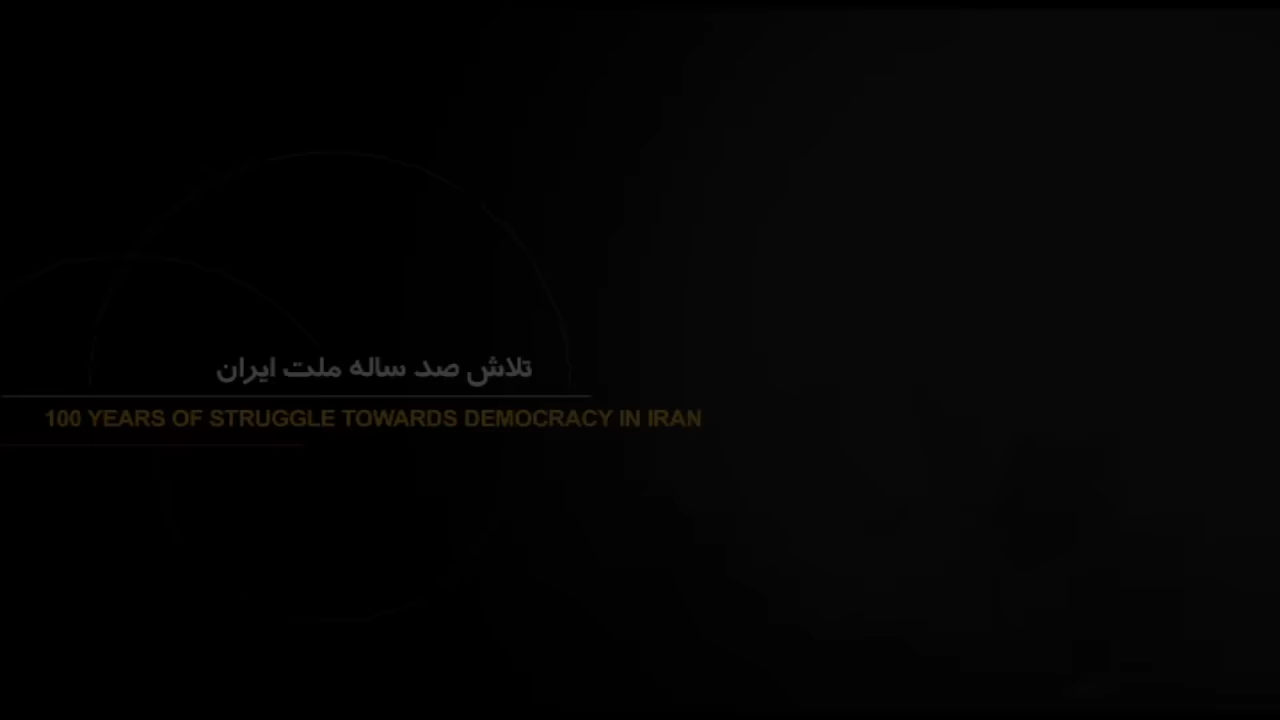 تلاش صد ساله ملت ایران
100 YEARS OF STRUGGLE TOWARDS DEMOCRACY IN IRAN